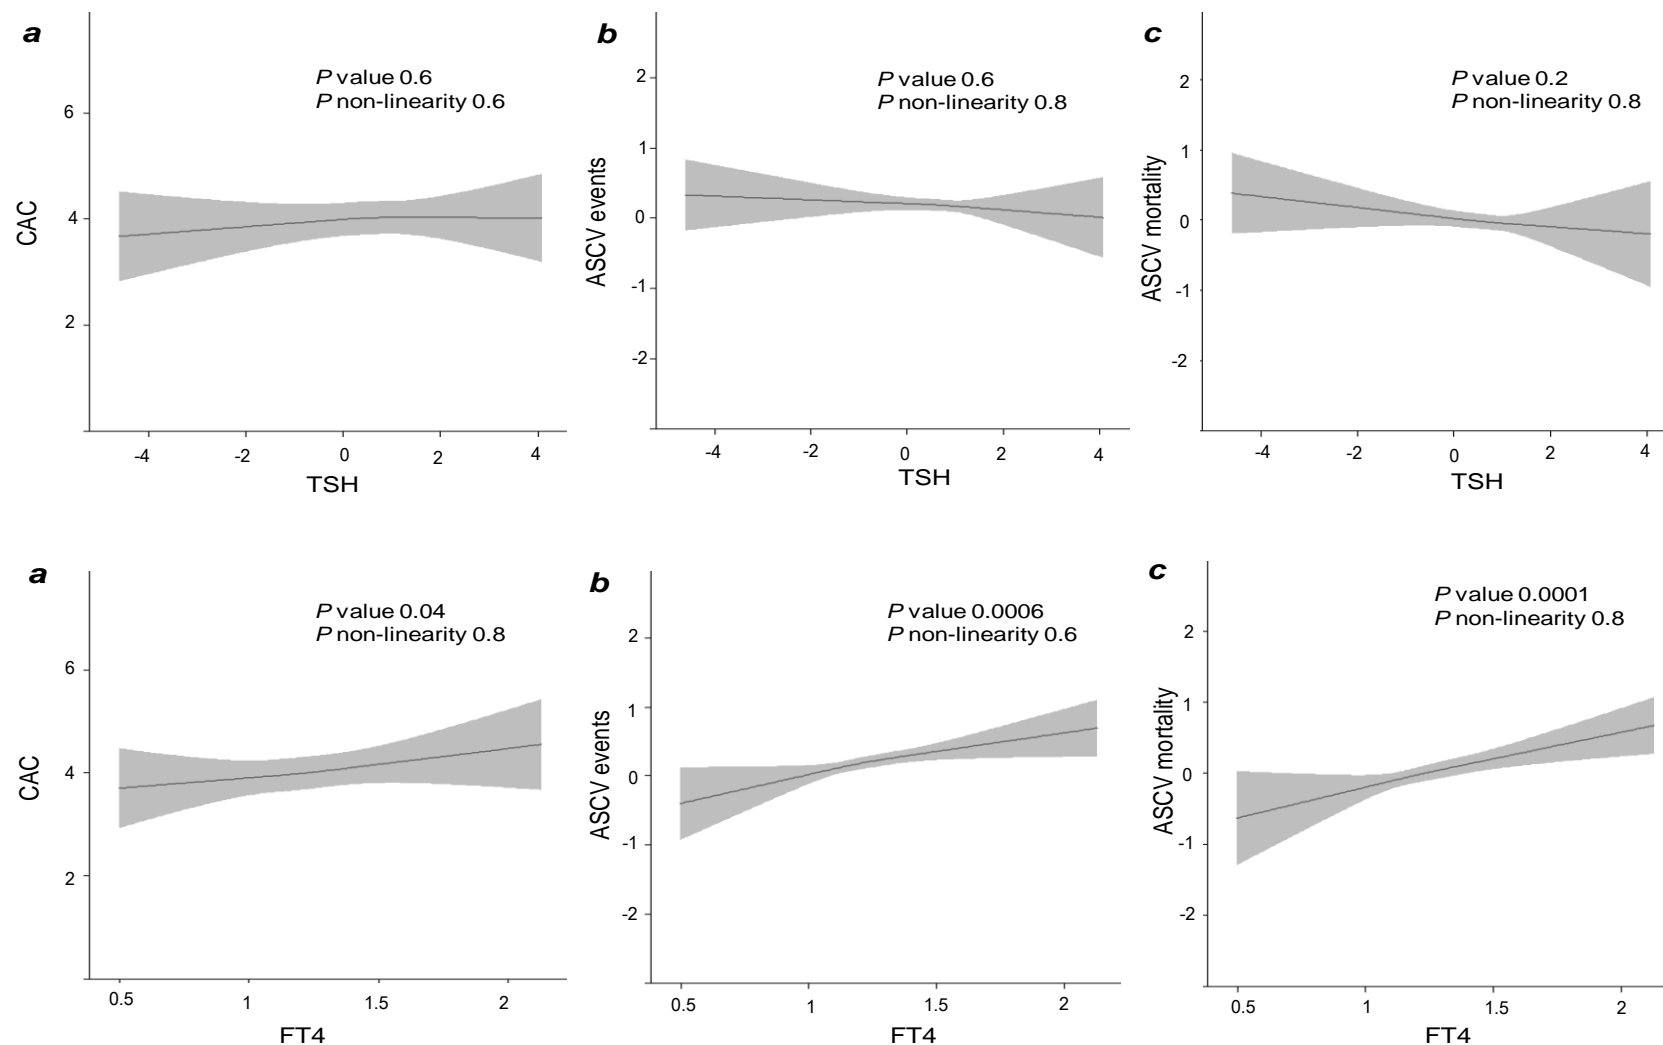 a
P value 0.6
P non-linearity 0.6
CAC
6
4
2
-4 -2 0 2 4
TSH
b
P value 0.6
P non-linearity 0.8
ASCV events
2
1
0
-1
-2
-4 -2 0 2 4
TSH
c
P value 0.2
P non-linearity 0.8
ASCV mortality
2
1
0
-1
-2
-4 -2 0 2 4
TSH
a
P value 0.04
P non-linearity 0.8
CAC
6
4
2
0.5 1 1.5 2
FT4
b
P value 0.0006
P non-linearity 0.6
ASCV events
2
1
0
-1
-2
0.5 1 1.5 2
FT4
c
P value 0.0001
P non-linearity 0.8
ASCV mortality
2
1
0
-1
-2
0.5 1 1.5 2
FT4